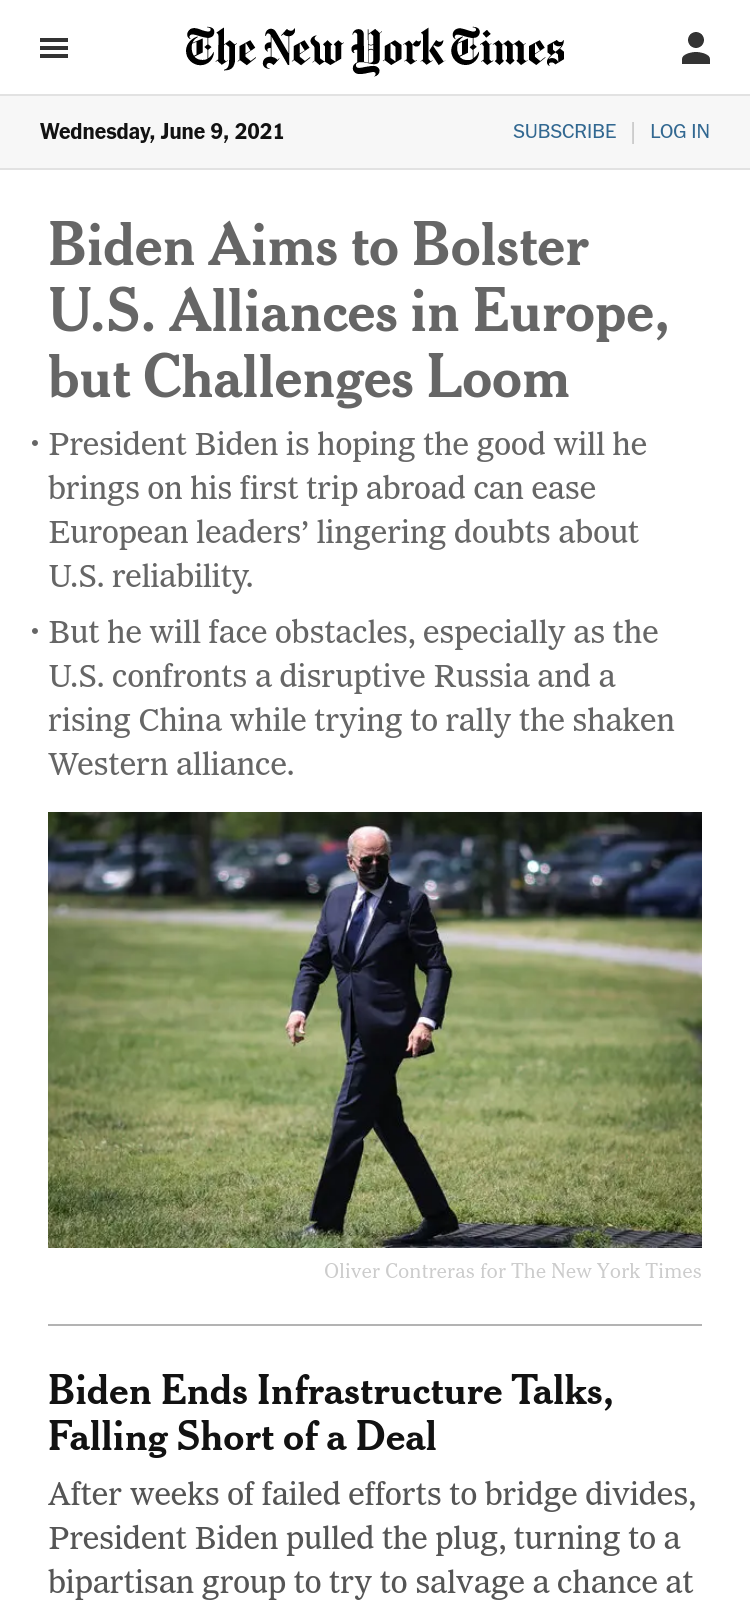 The New York Times
Wednesday, June 9, 2021
SUBSCRIBE | LOG IN
Biden Aims to Bolster
U.S. Alliances in Europe,
but Challenges Loom
• President Biden is hoping the good will he
brings on his first trip abroad can ease
European leaders’ lingering doubts about
U.S. reliability.
• But he will face obstacles, especially as the
U.S. confronts a disruptive Russia and a
rising China while trying to rally the shaken
Western alliance.
Oliver Contreras for The New York Times
Biden Ends Infrastructure Talks,
Falling Short of a Deal
After weeks of failed efforts to bridge divides,
President Biden pulled the plug, turning to a
bipartisan group to try to salvage a chance at